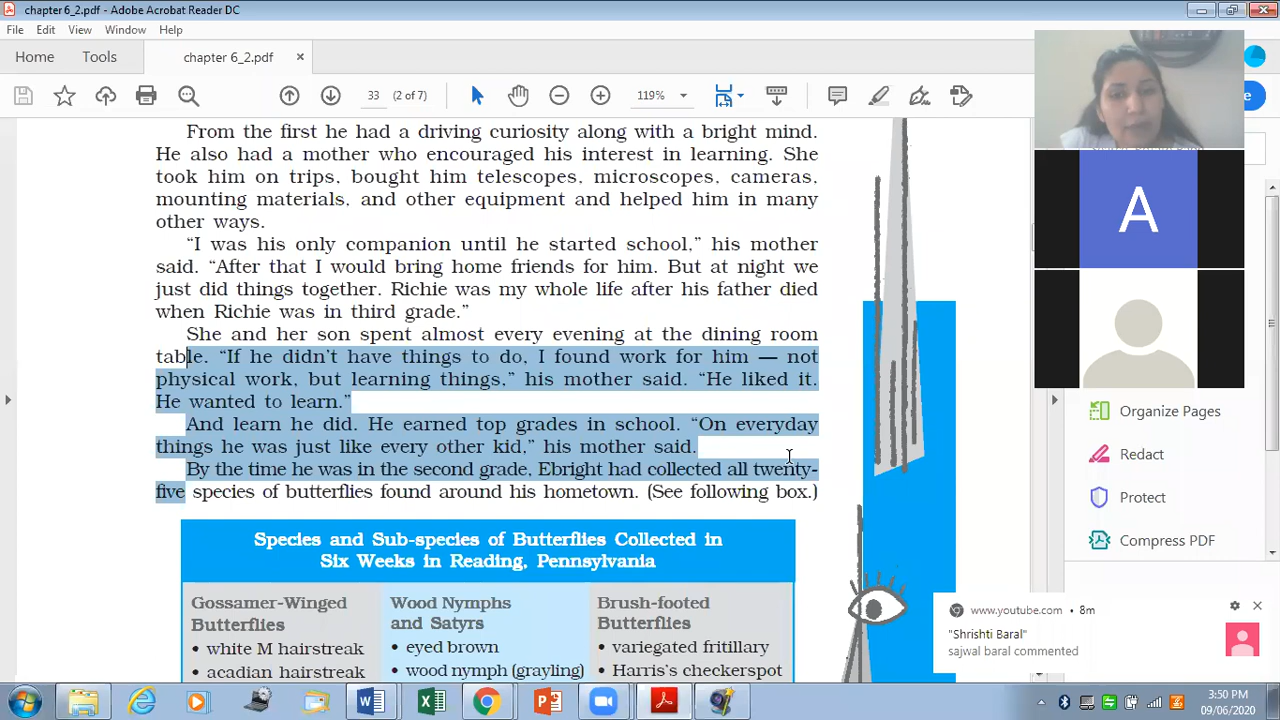 chapter 6_2.pdf - Adobe Acrobat Reader DC
File Edit View Window Help
Home Tools chapter 6_2.pdf ×
33 (2 of 7) 119%
From the first he had a driving curiosity along with a bright mind.
He also had a mother who encouraged his interest in learning. She
took him on trips, bought him telescopes, microscopes, cameras,
mounting materials, and other equipment and helped him in many
other ways.
“I was his only companion until he started school,” his mother
said. “After that I would bring home friends for him. But at night we
just did things together. Richie was my whole life after his father died
when Richie was in third grade.”
She and her son spent almost every evening at the dining room
table. “If he didn’t have things to do, I found work for him — not
physical work, but learning things,” his mother said. “He liked it.
He wanted to learn.”
And learn he did. He earned top grades in school. “On everyday
things he was just like every other kid,” his mother said.
By the time he was in the second grade, Ebright had collected all twenty-
five species of butterflies found around his hometown. (See following box.)
Species and Sub-species of Butterflies Collected in
Six Weeks in Reading, Pennsylvania
Gossamer-Winged
Butterflies
• white M hairstreak
• acadian hairstreak
Wood Nymphs
and Satyrs
• eyed brown
• wood nymph (grayling)
Brush-footed
Butterflies
• variegated fritillary
• Harris’s checkerspot
A
Organize Pages
Edit
Protect
Compress PDF
www.youtube.com • 8m
"Shrishti Baral"
sajwal baral commented
3:50 PM
09/06/2020